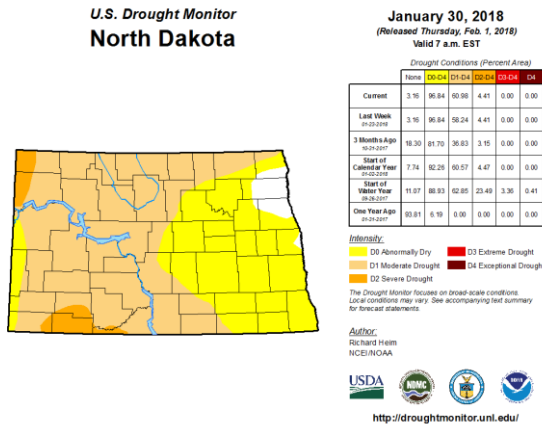 U.S. Drought Monitor
North Dakota
January 30, 2018
(Released Thursday, Feb. 1, 2018)
Valid 7 a.m. EST
Drought Conditions (Percent Area)
None D0-D4 D1-D4 D2-D4 D3-D4 D4
Current 3.16 96.84 60.98 4.41 0.00 0.00
Last Week 3.16 96.84 58.24 4.41 0.00 0.00
01-23-2018
3 Months Ago 18.30 81.70 36.83 3.15 0.00 0.00
10-31-2017
Start of
Calendar Year 7.74 92.26 60.57 4.47 0.00 0.00
01-02-2018
Start of
Water Year 11.07 88.93 62.85 23.49 3.36 0.41
09-26-2017
One Year Ago 93.81 6.19 0.00 0.00 0.00 0.00
01-31-2017
Intensity:
D0 Abnormally Dry D3 Extreme Drought
D1 Moderate Drought D4 Exceptional Drough
D2 Severe Drought
The Drought Monitor focuses on broad-scale conditions.
Local conditions may vary. See accompanying text summary
for forecast statements.
Author:
Richard Heim
NCEI/NOAA
USDA
NDMC
http://droughtmonitor.unl.edu/